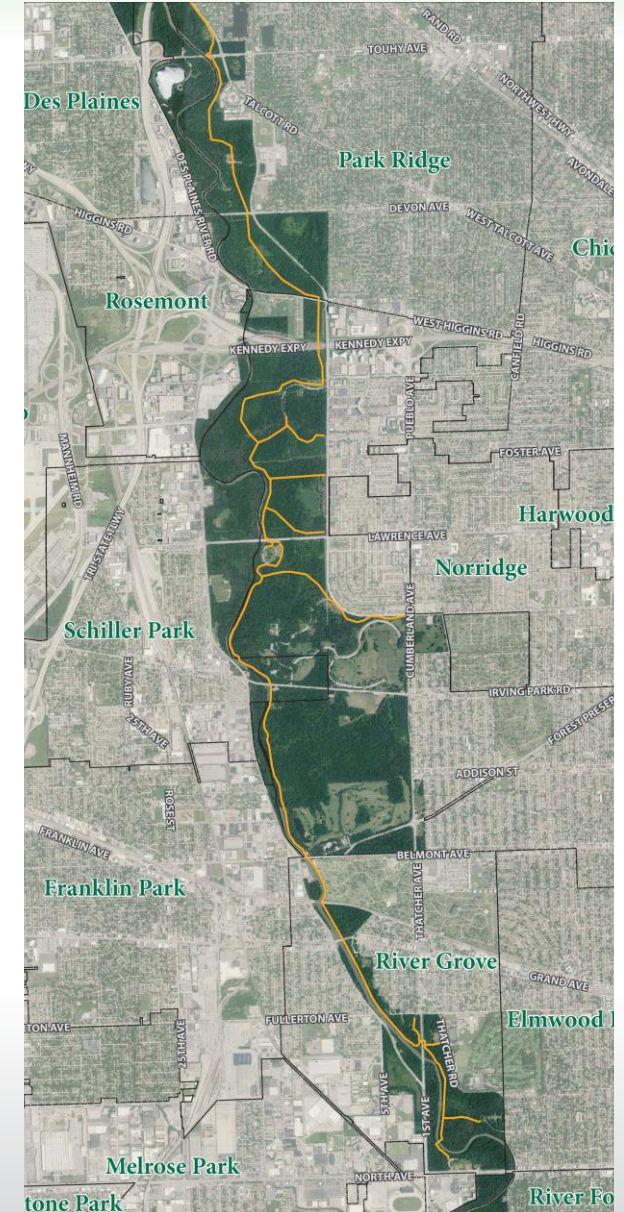 RAND RD
TOUHY AVE
NORTHWEST HWY
Des Plaines
TALCOTT RD
Park Ridge
AVONDALE
DES PLAINES RIVER RD
DEVON AVE
HIGGINS RD
WEST TALCOTT AVE
Chic
Rosemont
WEST HIGGINS RD
CANFIELD RD
KENNEDY EXPY
KENNEDY EXPY
HIGGINS RD
PUEBLO AVE
MANNHEIM RD
FOSTER AVE
TRI-STATE TLWY
Harwood
LAWRENCE AVE
Norridge
CUMBERLAND AVE
Schiller Park
RUBY AVE
IRVING PARK RD
25TH AVE
FOREST PRESER
ADDISON ST
ROSE ST
FRANKLIN AVE
BELMONT AVE
Franklin Park
THATCHER AVE
River Grove
GRAND AVE
FULLERTON AVE
Elmwood
TON AVE
25TH AVE
THATCHER RD
5TH AVE
1ST AVE
Melrose Park
NORTH AVE
tone Park
River Fo